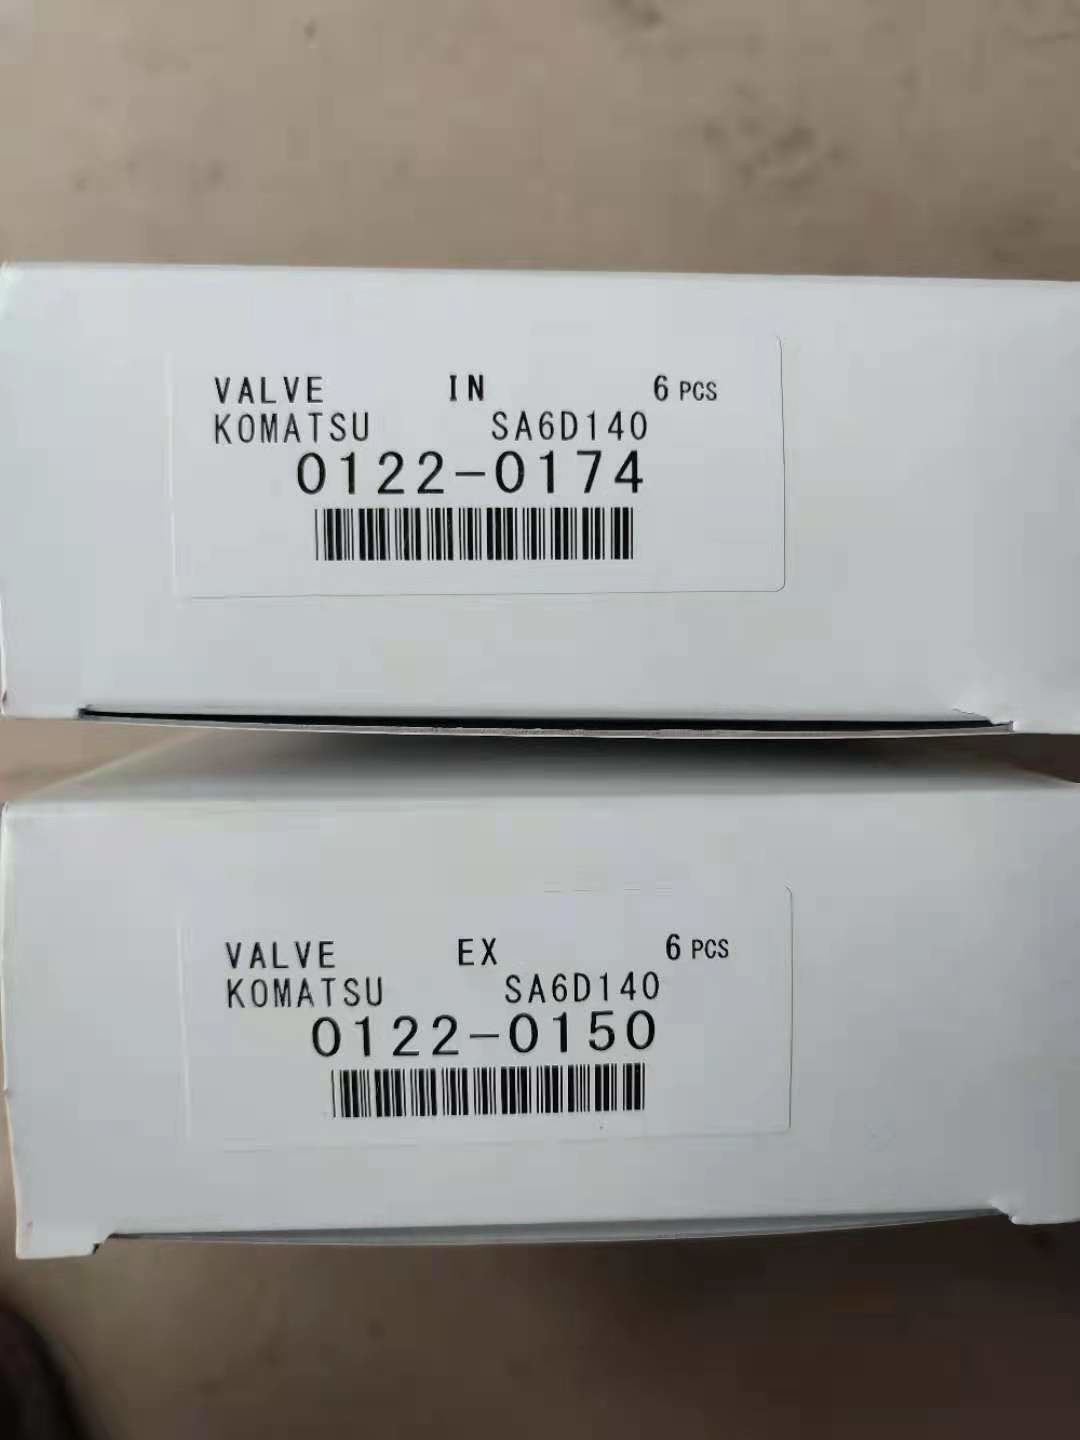 VALVE IN 6 PCS
KOMATSU SA6D140
0122-0174
VALVE EX 6 PCS
KOMATSU SA6D140
0122-0150